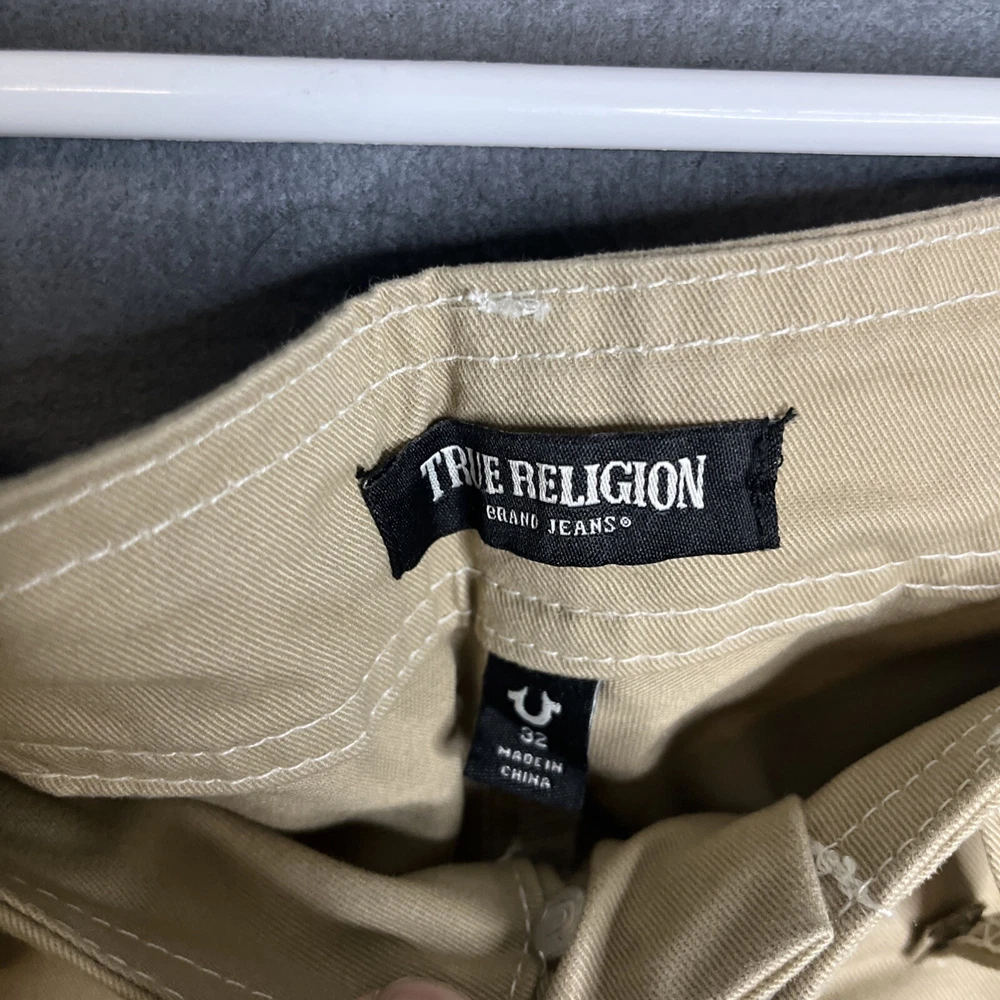 TRUE RELIGION
BRAND JEANS®
32
MADE IN
CHINA